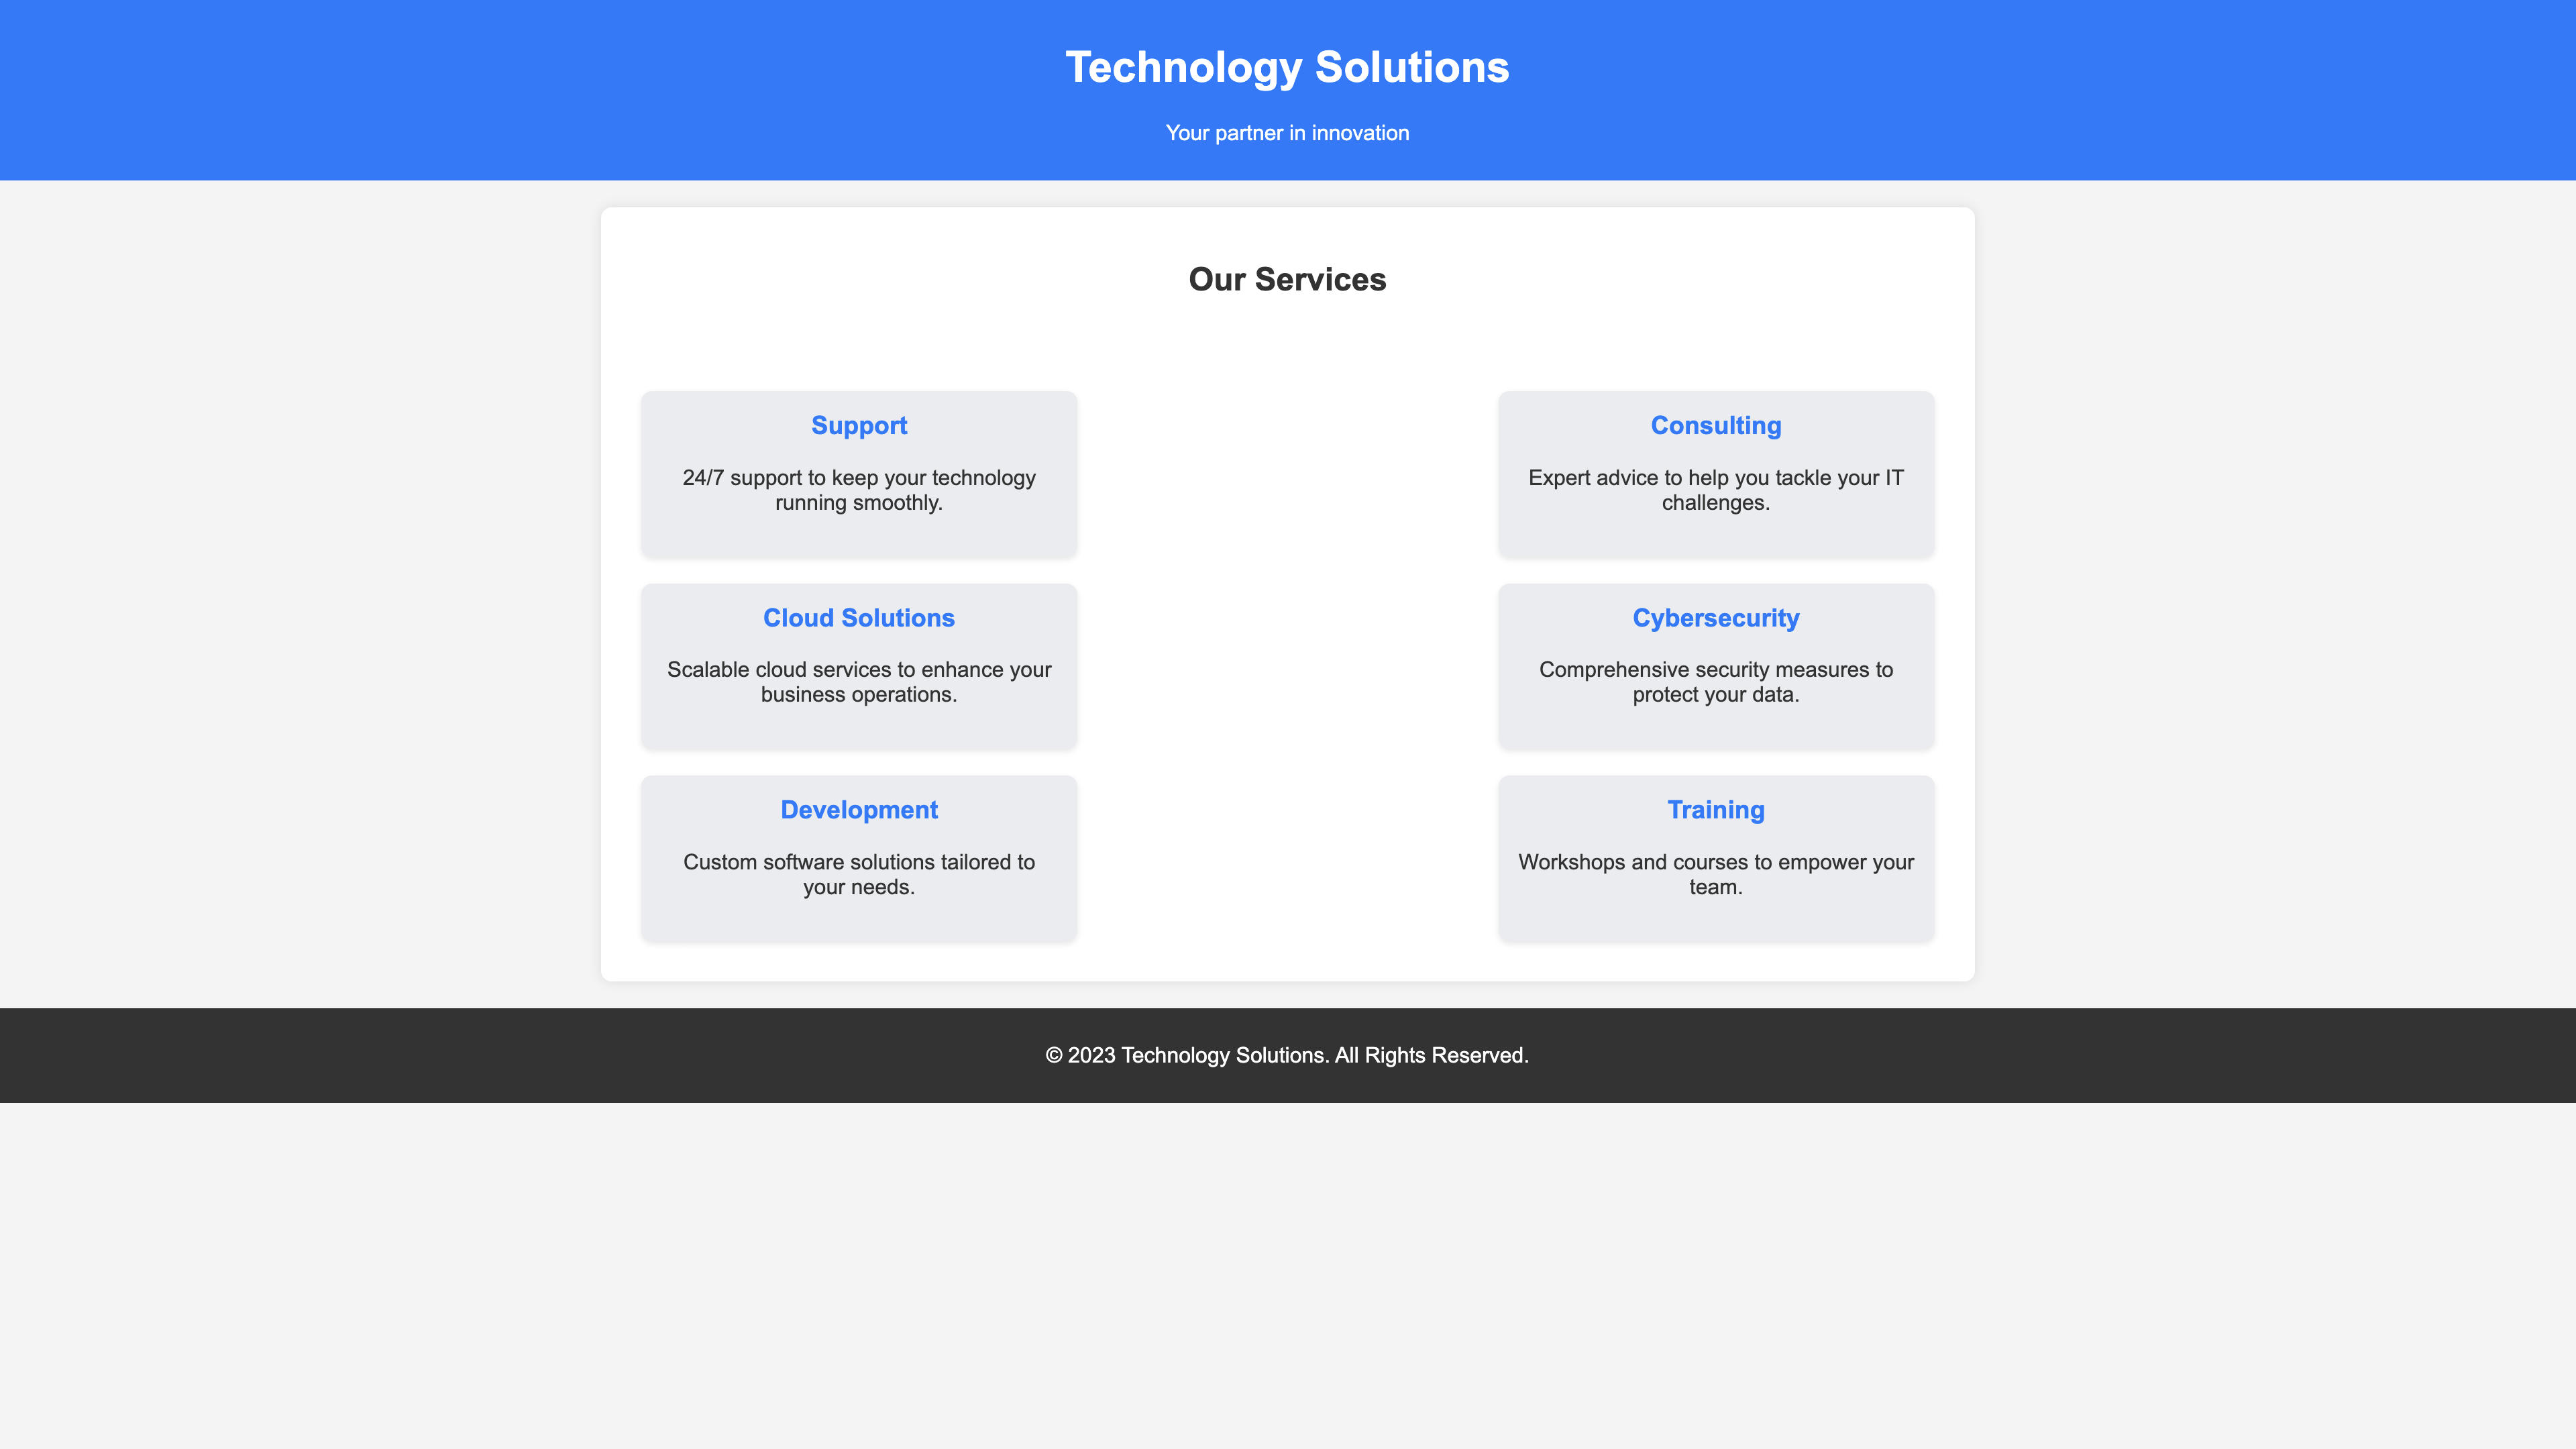 Technology Solutions
Your partner in innovation
Our Services
Support
24/7 support to keep your technology
running smoothly.
Consulting
Expert advice to help you tackle your IT
challenges.
Cloud Solutions
Scalable cloud services to enhance your
business operations.
Cybersecurity
Comprehensive security measures to
protect your data.
Development
Custom software solutions tailored to
your needs.
Training
Workshops and courses to empower your
team.
© 2023 Technology Solutions. All Rights Reserved.